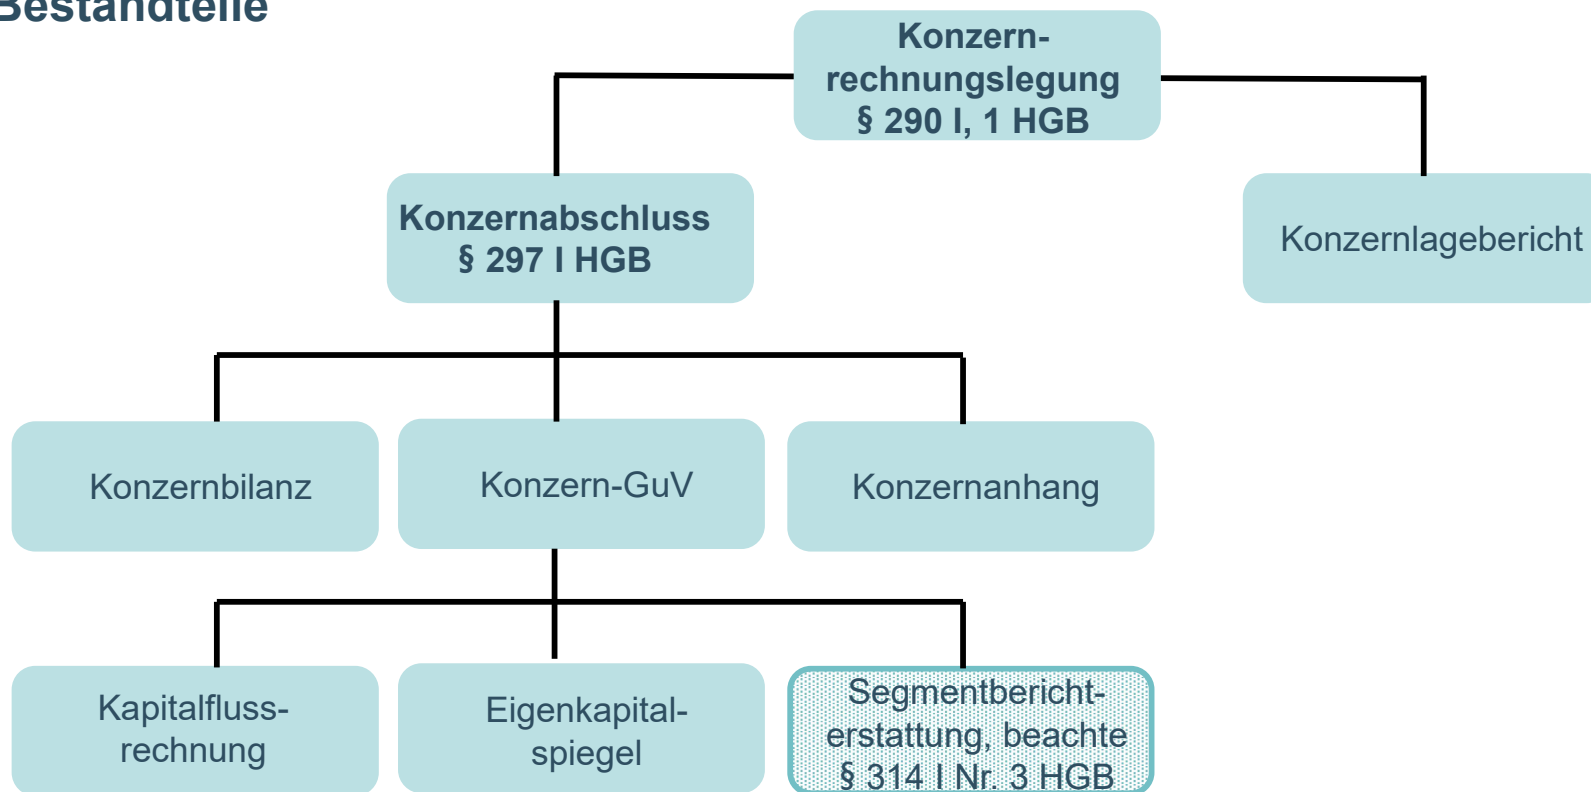 Bestandteile
Konzern-
rechnungslegung
§ 290 I, 1 HGB
Konzernabschluss
§ 297 I HGB
Konzernlagebericht
Konzernbilanz
Konzern-GuV
Konzernanhang
Kapitalfluss-
rechnung
Eigenkapital-
spiegel
Segmentbericht-
erstattung, beachte
§ 314 I Nr. 3 HGB